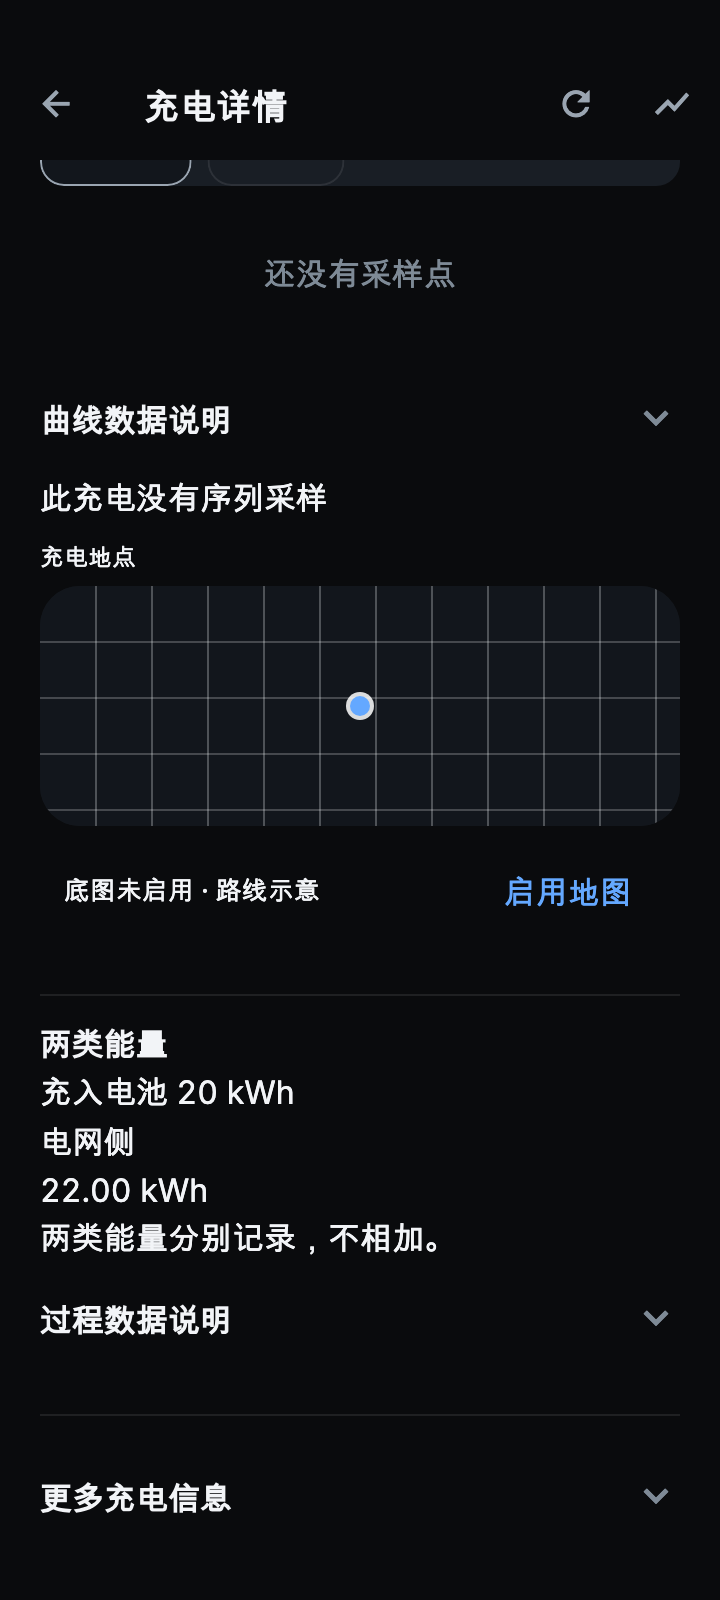 充电详情
还没有采样点
曲线数据说明
此充电没有序列采样
充电地点
底图未启用 · 路线示意
启用地图
两类能量
充入电池 20 kWh
电网侧
22.00 kWh
两类能量分别记录，不相加。
过程数据说明
更多充电信息